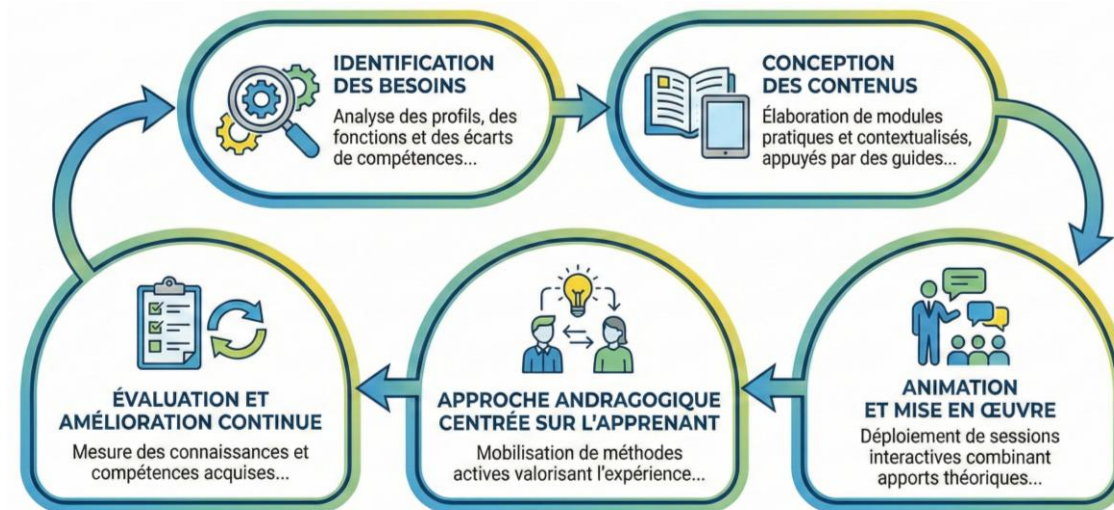 IDENTIFICATION
DES BESOINS
Analyse des profils, des
fonctions et des écarts
de compétences...
CONCEPTION
DES CONTENUS
Élaboration de modules
pratiques et contextualisés,
appuyés par des guides...
ANIMATION
ET MISE EN ŒUVRE
Déploiement de sessions
interactives combinant
apports théoriques...
APPROCHE ANDRAGOGIQUE
CENTRÉE SUR L'APPRENANT
Mobilisation de méthodes
actives valorisant l'expérience...
ÉVALUATION ET
AMÉLIORATION CONTINUE
Mesure des connaissances et
compétences acquises...